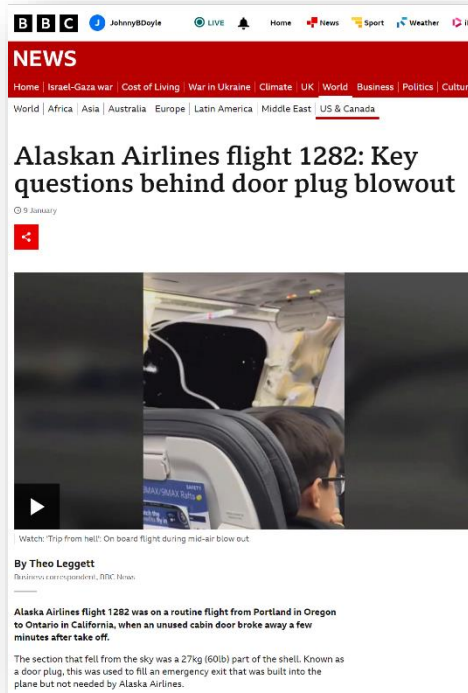 BBC J JohnnyBDoyle LIVE Home News Sport Weather
NEWS
Home Israel-Gaza war Cost of Living War in Ukraine Climate UK World Business Politics Cultur
World Africa Asia Australia Europe Latin America Middle East US & Canada
Alaskan Airlines flight 1282: Key
questions behind door plug blowout
9 January
SAFETY
MAX/9MAX Rafts
Watch: 'Trip from hell': On board flight during mid-air blow out
By Theo Leggett
Business correspondent, BBC News
Alaska Airlines flight 1282 was on a routine flight from Portland in Oregon
to Ontario in California, when an unused cabin door broke away a few
minutes after take off.
The section that fell from the sky was a 27kg (60lb) part of the shell. Known as
a door plug, this was used to fill an emergency exit that was built into the
plane but not needed by Alaska Airlines.